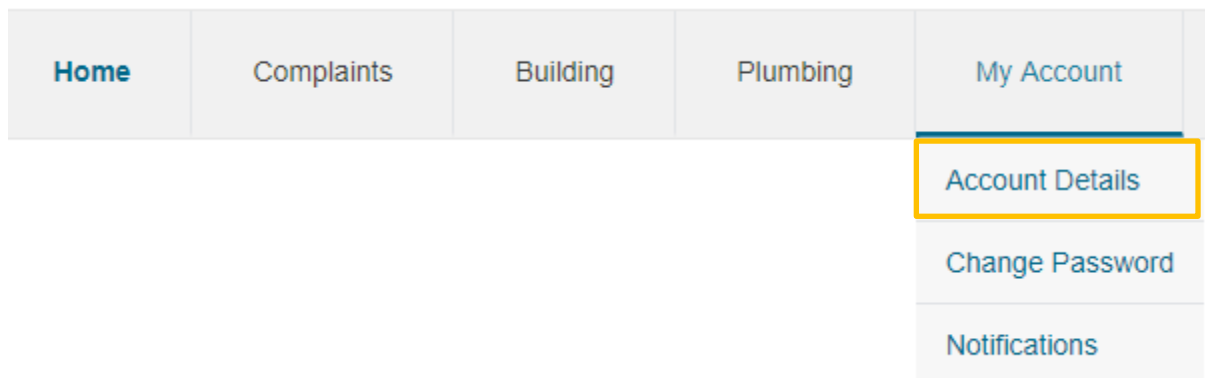 Home Complaints Building Plumbing My Account
Account Details
Change Password
Notifications